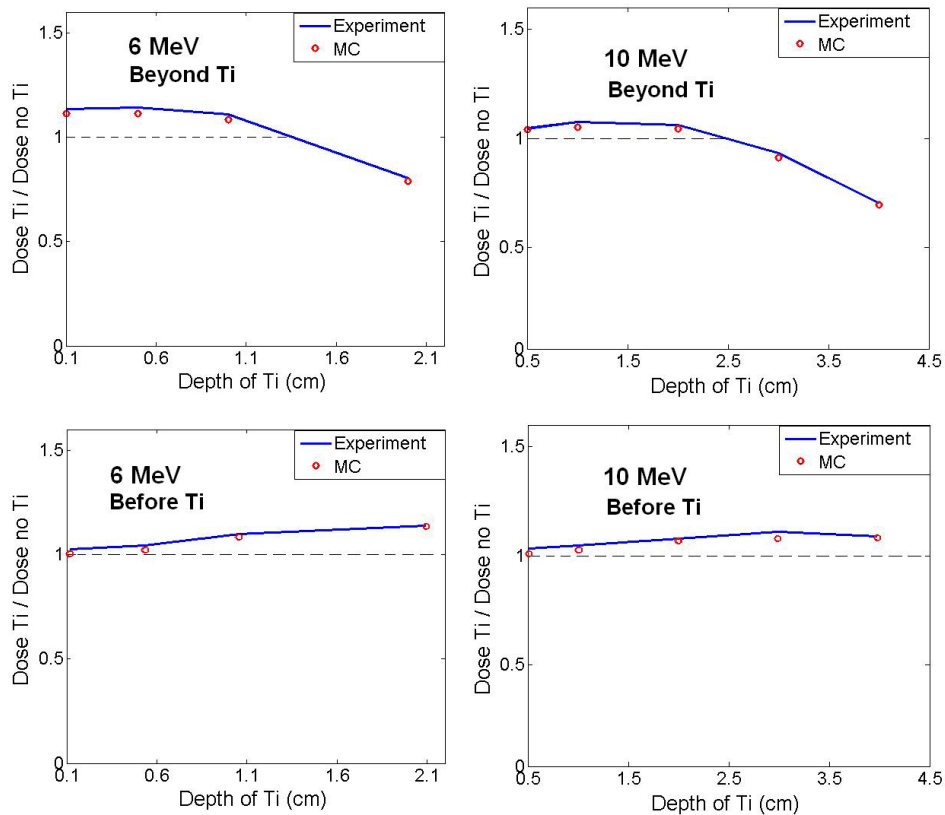 1.5
1
0.5
0
Dose Ti / Dose no Ti
6 MeV
Beyond Ti
Experiment
MC
0.1
0.6
1.1
1.6
2.1
Depth of Ti (cm)
1.5
1
0.5
0
Dose Ti / Dose no Ti
10 MeV
Beyond Ti
Experiment
MC
0.5
1.5
2.5
3.5
4.5
Depth of Ti (cm)
1.5
1
0.5
0
Dose Ti / Dose no Ti
6 MeV
Before Ti
Experiment
MC
0.1
0.6
1.1
1.6
2.1
Depth of Ti (cm)
1.5
1
0.5
0
Dose Ti / Dose no Ti
10 MeV
Before Ti
Experiment
MC
0.5
1.5
2.5
3.5
4.5
Depth of Ti (cm)